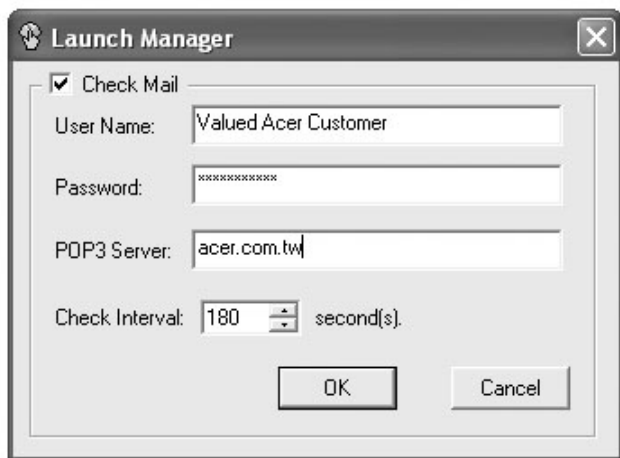 Launch Manager
Check Mail
User Name: Valued Acer Customer
Password: ***********
POP3 Server: acer.com.tw
Check Interval: 180 second(s).
OK Cancel